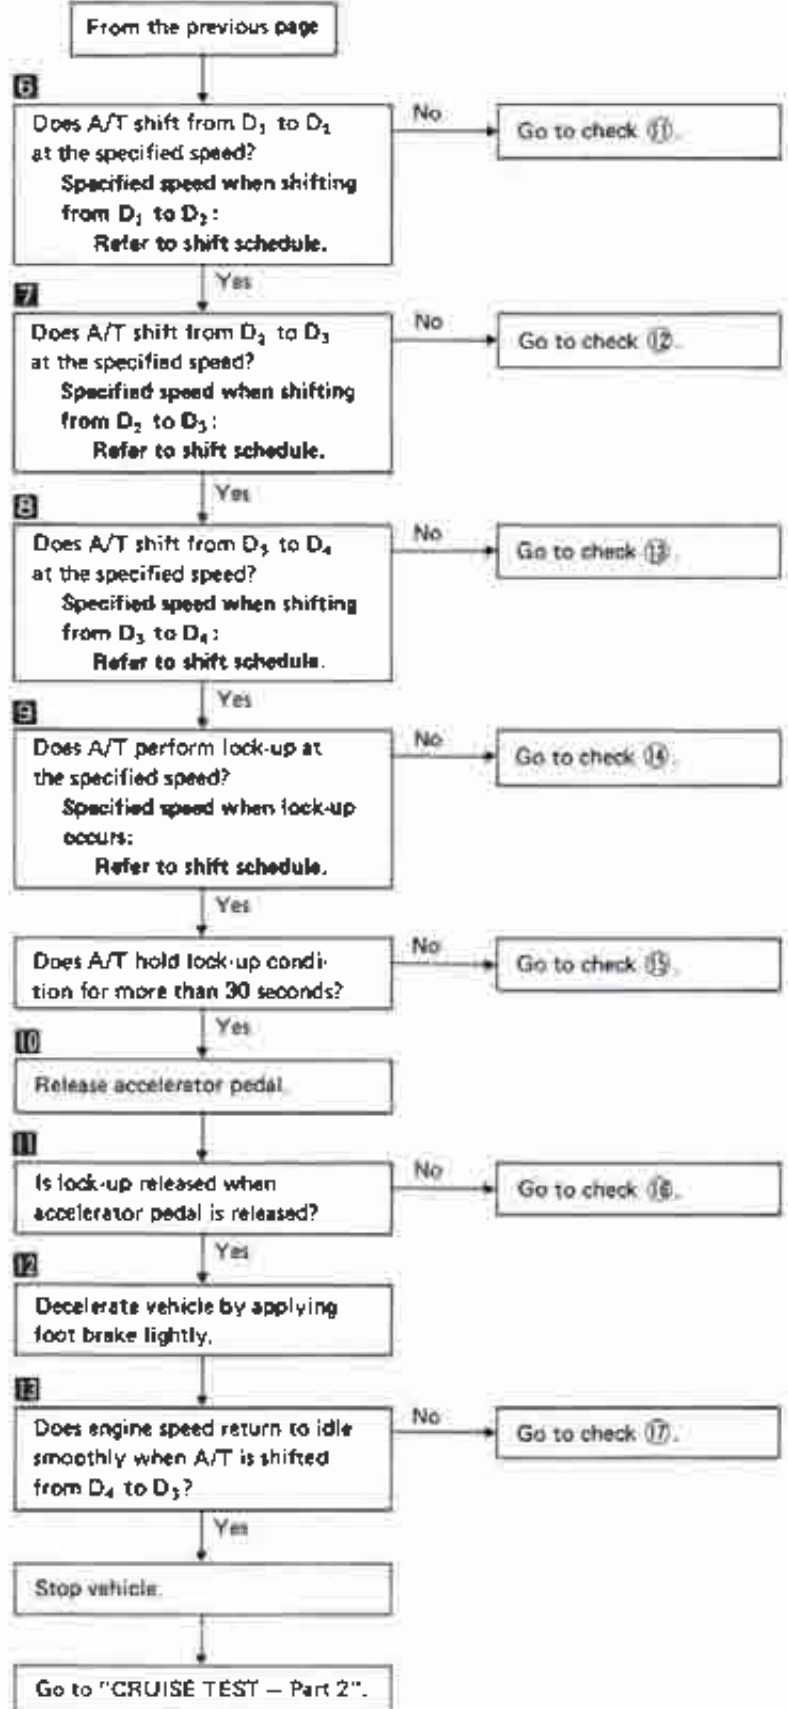 From the previous page
6
Does A/T shift from D₁ to D₂
at the specified speed?
Specified speed when shifting
from D₁ to D₂:
Refer to shift schedule.
No
Go to check ⑪.
Yes
7
Does A/T shift from D₂ to D₃
at the specified speed?
Specified speed when shifting
from D₂ to D₃:
Refer to shift schedule.
No
Go to check ⑫.
Yes
8
Does A/T shift from D₃ to D₄
at the specified speed?
Specified speed when shifting
from D₃ to D₄:
Refer to shift schedule.
No
Go to check ⑬.
Yes
9
Does A/T perform lock-up at
the specified speed?
Specified speed when lock-up
occurs:
Refer to shift schedule.
No
Go to check ⑭.
Yes
Does A/T hold lock-up condi-
tion for more than 30 seconds?
No
Go to check ⑮.
Yes
10
Release accelerator pedal.
11
Is lock-up released when
accelerator pedal is released?
No
Go to check ⑯.
Yes
12
Decelerate vehicle by applying
foot brake lightly.
13
Does engine speed return to idle
smoothly when A/T is shifted
from D₄ to D₃?
No
Go to check ⑰.
Yes
Stop vehicle.
Go to "CRUISE TEST — Part 2".